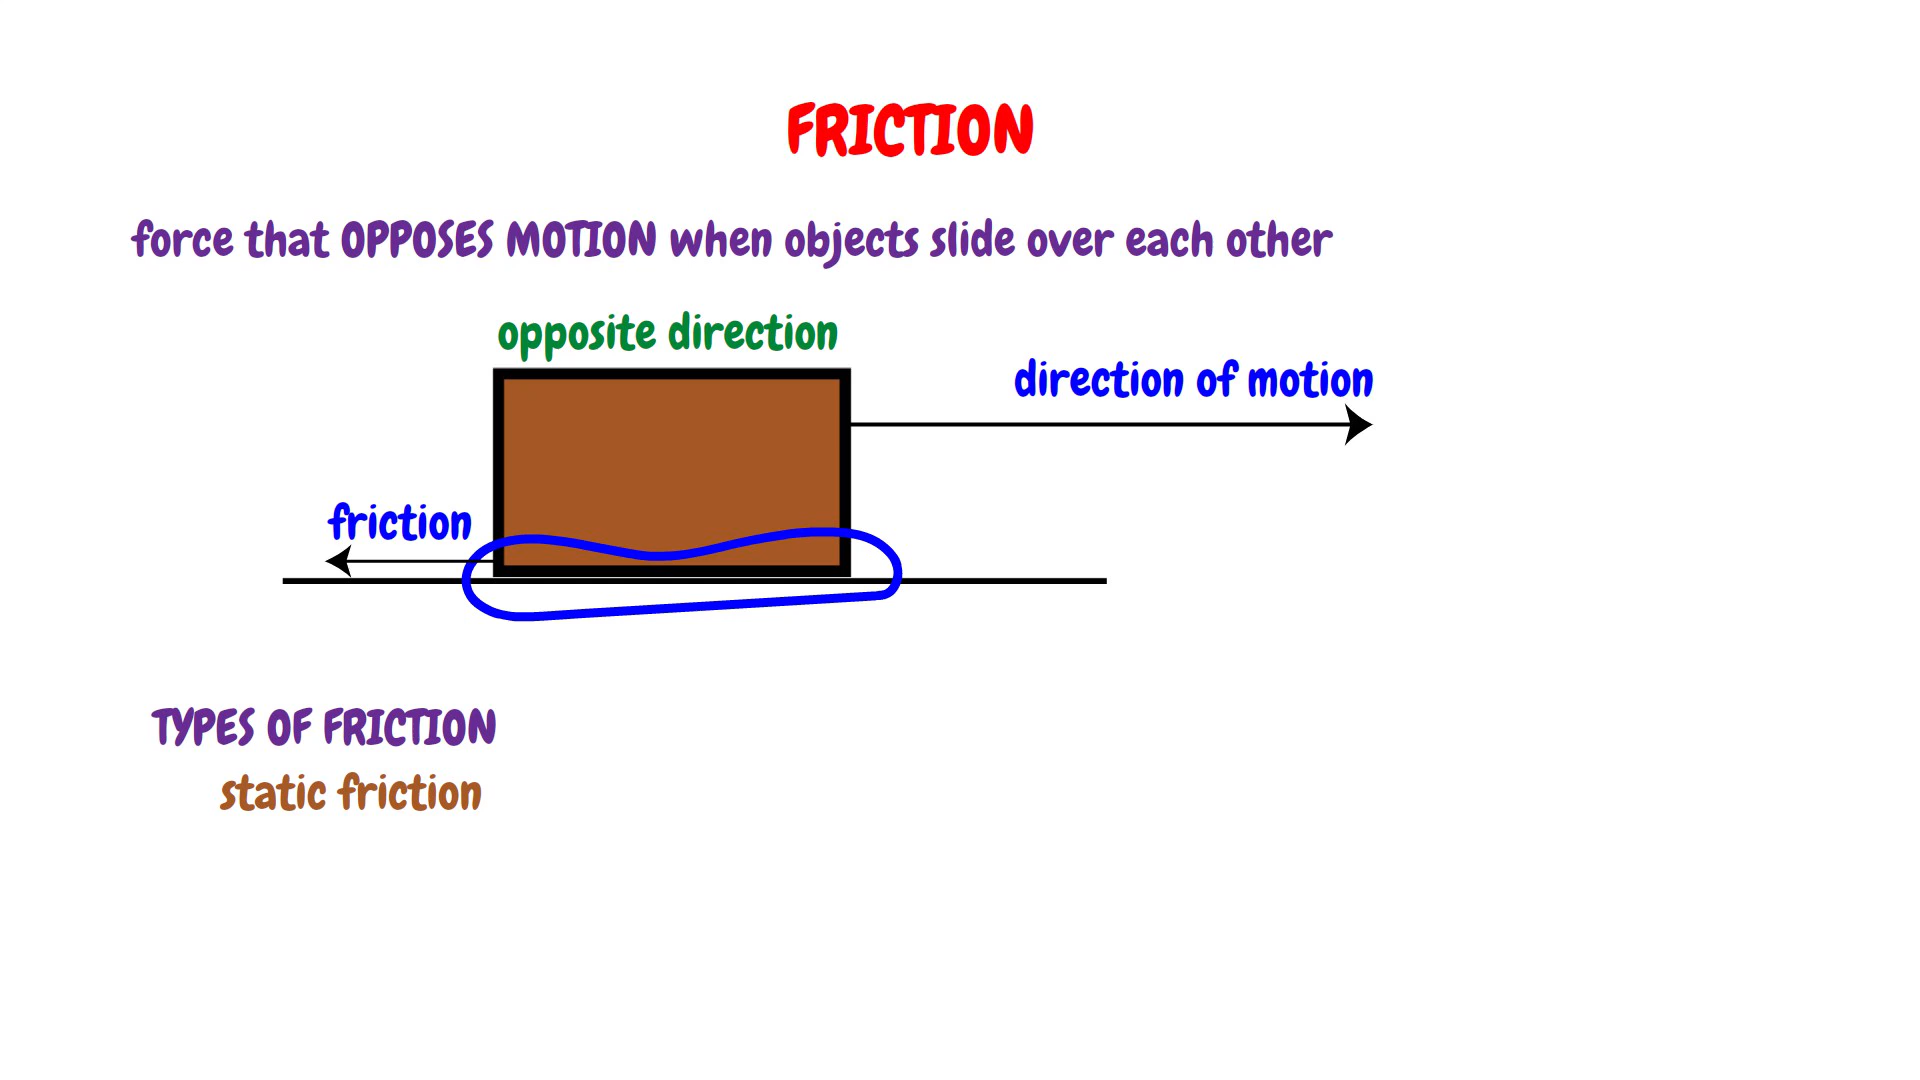 FRICTION
force that OPPOSES MOTION when objects slide over each other
opposite direction
direction of motion
friction
TYPES OF FRICTION
static friction